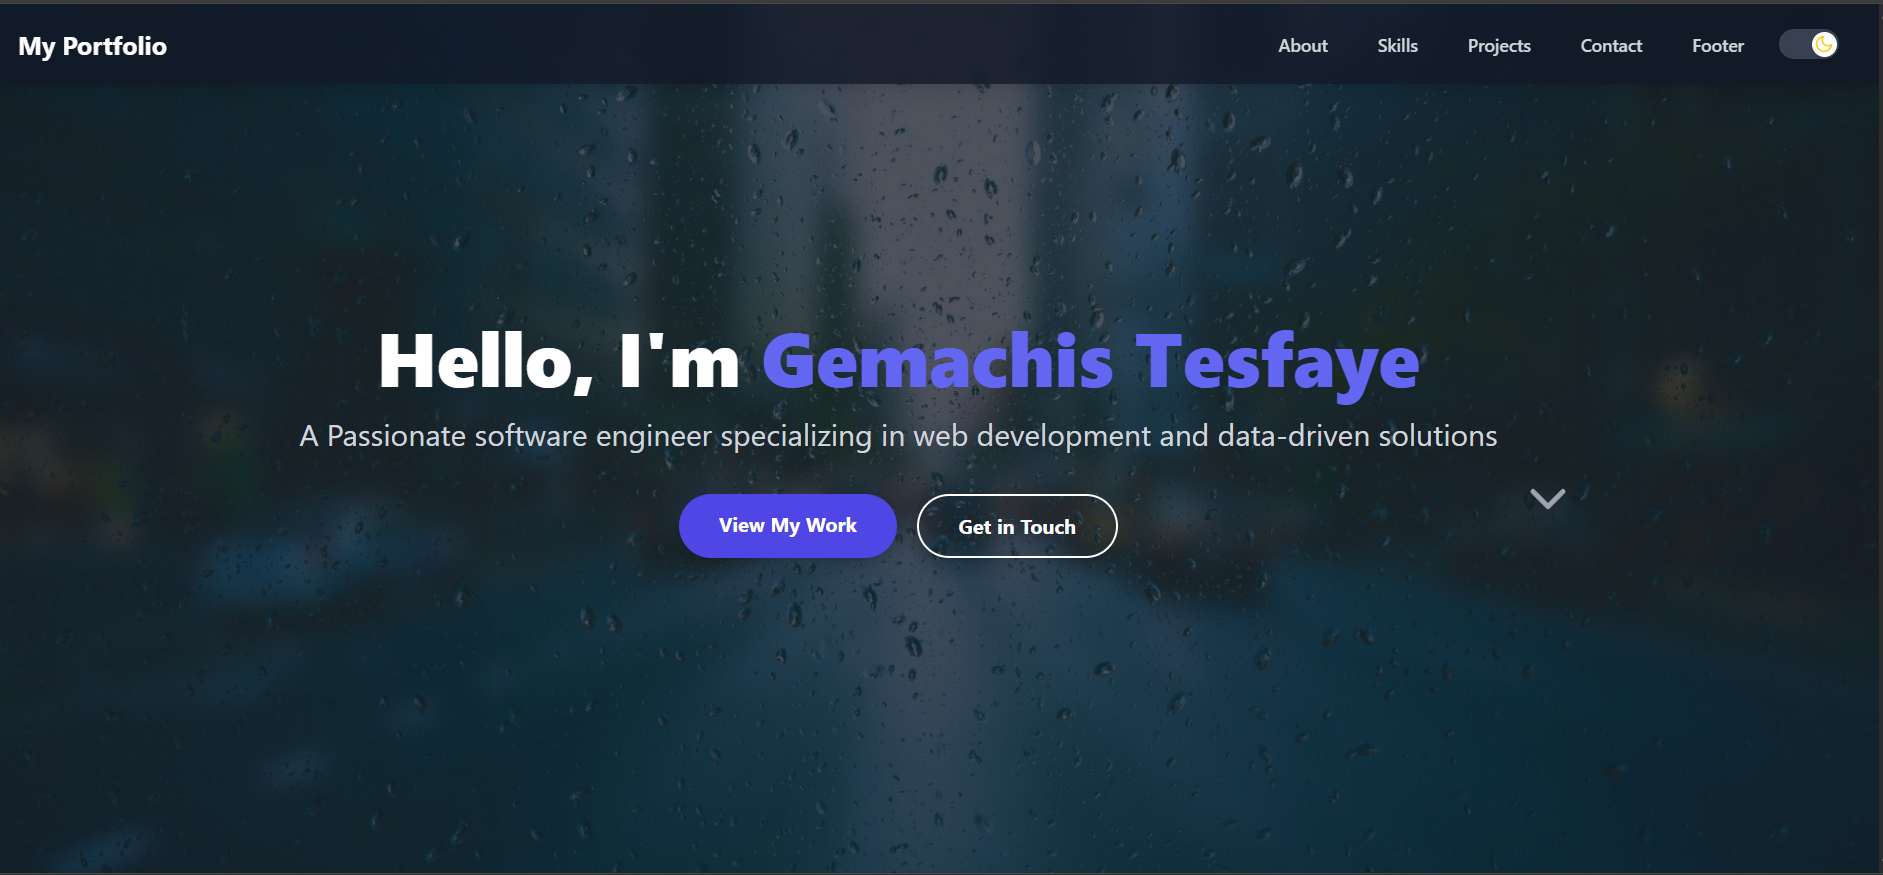 My Portfolio
About
Skills
Projects
Contact
Footer
Hello, I'm Gemachis Tesfaye
A Passionate software engineer specializing in web development and data-driven solutions
View My Work
Get in Touch